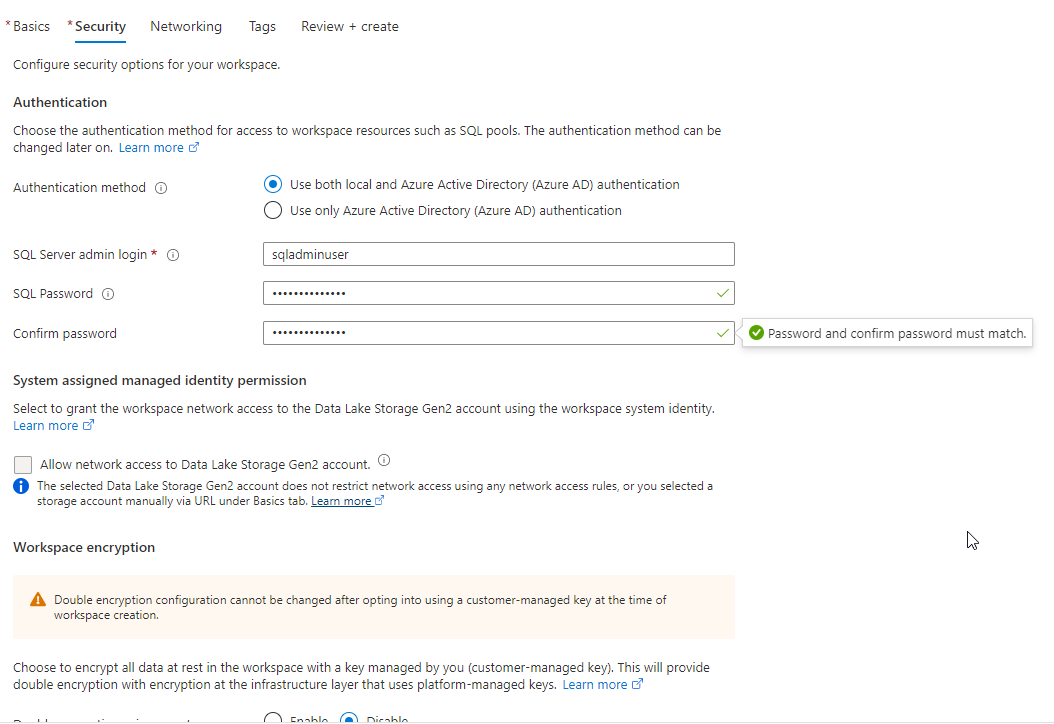 * Basics * Security Networking Tags Review + create
Configure security options for your workspace.
Authentication
Choose the authentication method for access to workspace resources such as SQL pools. The authentication method can be
changed later on. Learn more
Authentication method
Use both local and Azure Active Directory (Azure AD) authentication
Use only Azure Active Directory (Azure AD) authentication
SQL Server admin login * sqladminuser
SQL Password ••••••••••••••
Confirm password ••••••••••••••
Password and confirm password must match.
System assigned managed identity permission
Select to grant the workspace network access to the Data Lake Storage Gen2 account using the workspace system identity.
Learn more
Allow network access to Data Lake Storage Gen2 account.
The selected Data Lake Storage Gen2 account does not restrict network access using any network access rules, or you selected a
storage account manually via URL under Basics tab. Learn more
Workspace encryption
Double encryption configuration cannot be changed after opting into using a customer-managed key at the time of
workspace creation.
Choose to encrypt all data at rest in the workspace with a key managed by you (customer-managed key). This will provide
double encryption with encryption at the infrastructure layer that uses platform-managed keys. Learn more
Enable Disable